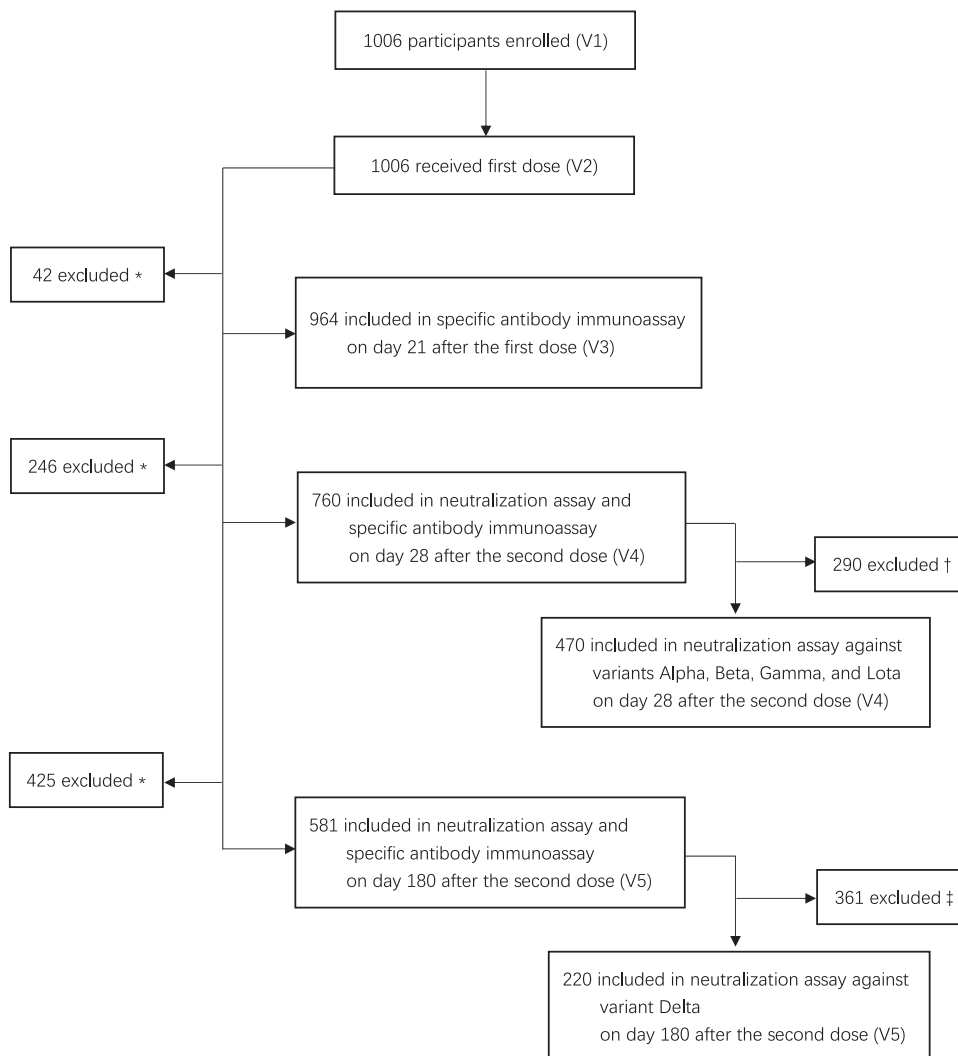 1006 participants enrolled (V1)
1006 received first dose (V2)
42 excluded *
964 included in specific antibody immunoassay
on day 21 after the first dose (V3)
246 excluded *
760 included in neutralization assay and
specific antibody immunoassay
on day 28 after the second dose (V4)
290 excluded †
470 included in neutralization assay against
variants Alpha, Beta, Gamma, and Lota
on day 28 after the second dose (V4)
425 excluded *
581 included in neutralization assay and
specific antibody immunoassay
on day 180 after the second dose (V5)
361 excluded ‡
220 included in neutralization assay against
variant Delta
on day 180 after the second dose (V5)